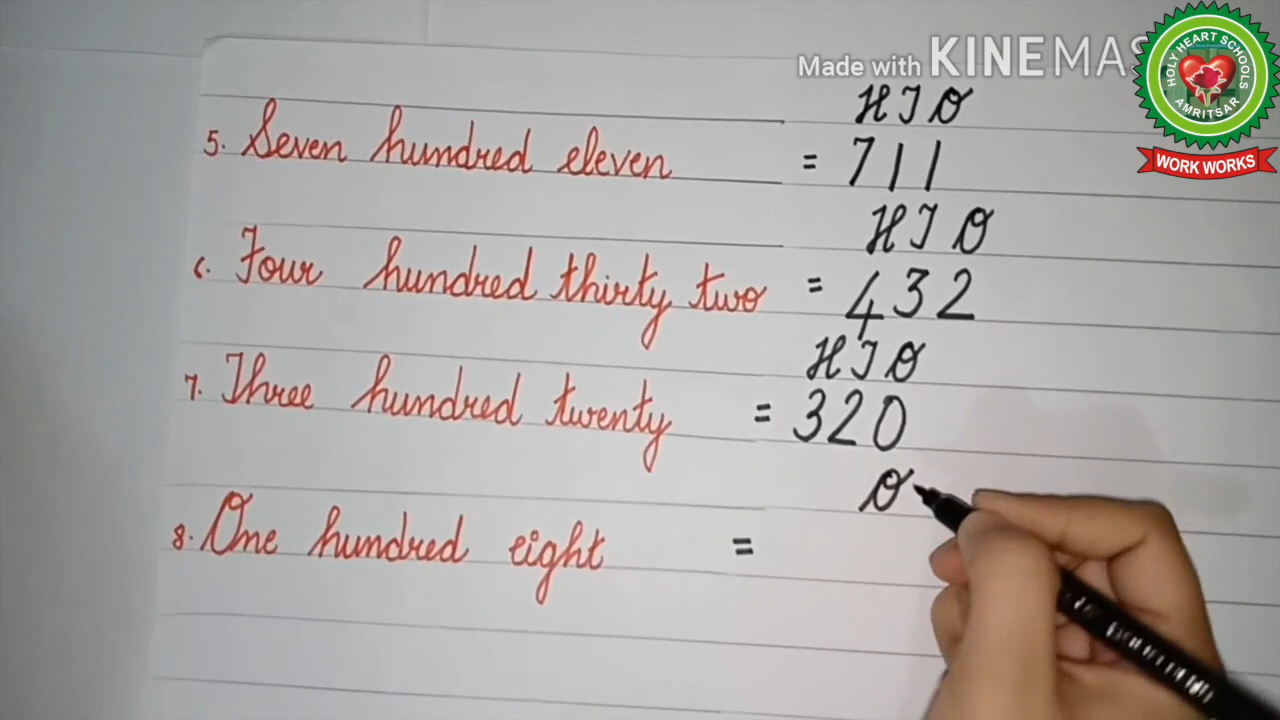 Made with KINEMAS
HOLY HEART SCHOOLS
AMRITSAR
WORK WORKS
H T O
5. Seven hundred eleven = 711
H T O
6. Four hundred thirty two = 432
H T O
7. Three hundred twenty = 320
O
8. One hundred eight =